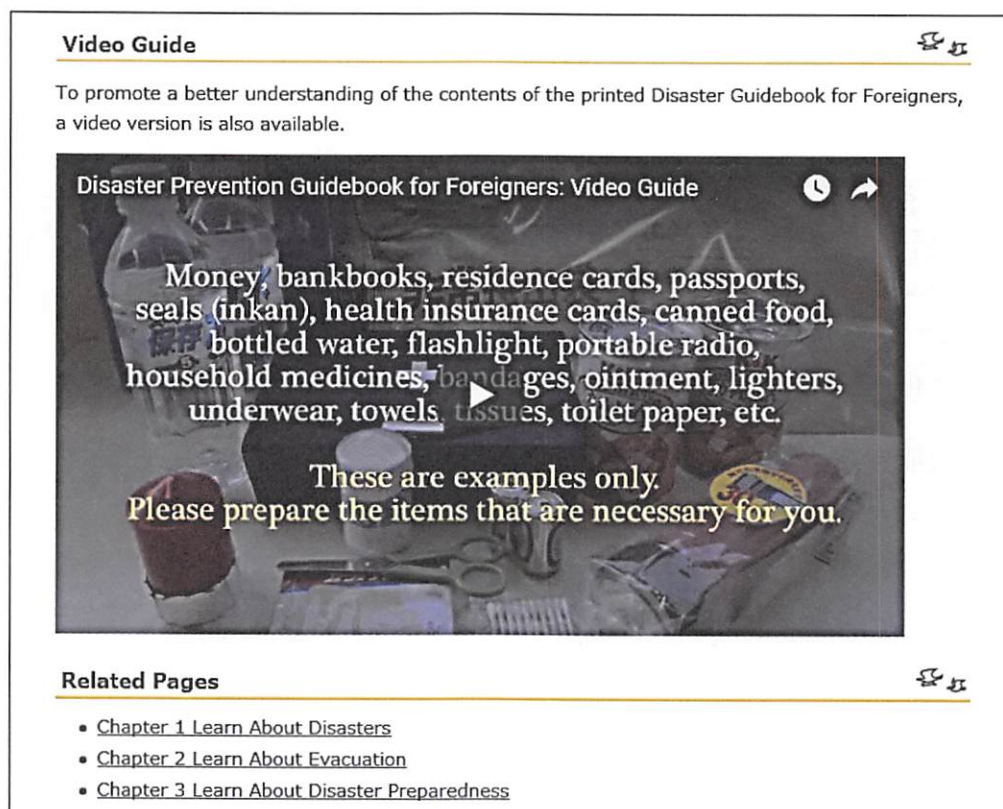 Video Guide
To promote a better understanding of the contents of the printed Disaster Guidebook for Foreigners,
a video version is also available.
Disaster Prevention Guidebook for Foreigners: Video Guide
Money, bankbooks, residence cards, passports,
seals (inkan), health insurance cards, canned food,
bottled water, flashlight, portable radio,
household medicines, bandages, ointment, lighters,
underwear, towels, tissues, toilet paper, etc.
These are examples only.
Please prepare the items that are necessary for you.
Related Pages
• Chapter 1 Learn About Disasters
• Chapter 2 Learn About Evacuation
• Chapter 3 Learn About Disaster Preparedness